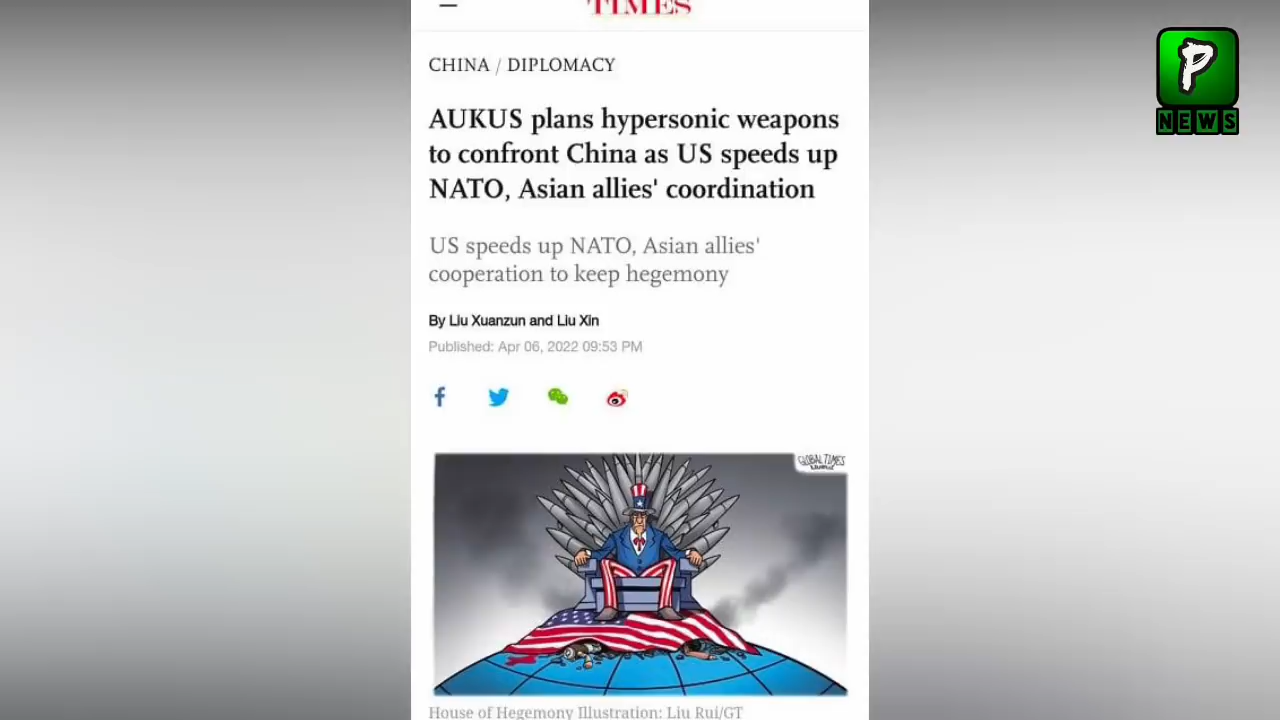 TIMES
P
NEWS
CHINA / DIPLOMACY
AUKUS plans hypersonic weapons
to confront China as US speeds up
NATO, Asian allies' coordination
US speeds up NATO, Asian allies'
cooperation to keep hegemony
By Liu Xuanzun and Liu Xin
Published: Apr 06, 2022 09:53 PM
GLOBAL TIMES
House of Hegemony Illustration: Liu Rui/GT